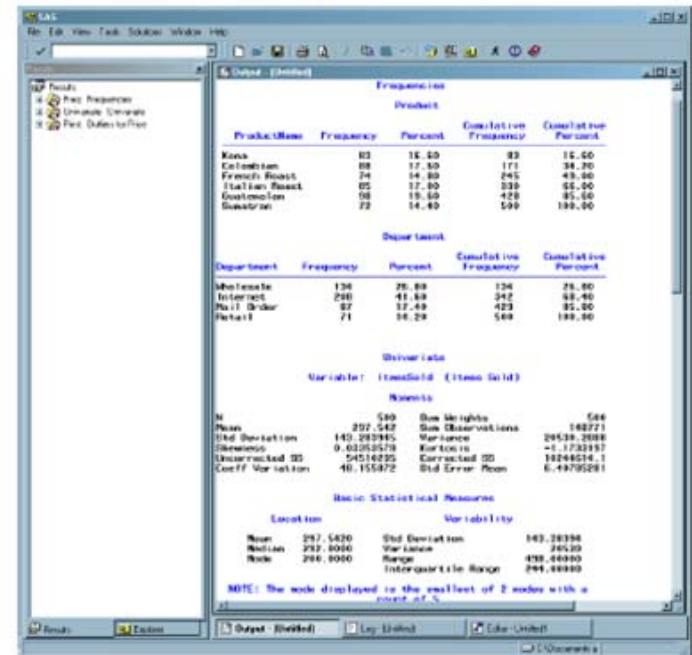 SAS
File Edit View Tools Solutions Window Help
Results
Results
Freq: Frequencies
Univariate: Univariate
Output - (Untitled)
Frequencies
Product
ProductName Frequency Percent Cumulative Frequency Cumulative Percent
Kona 83 16.60 83 16.60
Colombian 88 17.60 171 34.20
French Roast 74 14.80 245 49.00
Italian Roast 85 17.00 330 66.00
Guatemalan 98 19.60 428 85.60
Sumatran 72 14.40 500 100.00
Department
Department Frequency Percent Cumulative Frequency Cumulative Percent
Wholesale 134 26.80 134 26.80
Internet 208 41.60 342 68.40
Mail Order 87 17.40 429 85.80
Retail 71 14.20 500 100.00
Univariate
Variable: itemsSold (Items Sold)
Moments
N 500 Sum Weights 500
Mean 297.542 Sum Observations 148771
Std Deviation 143.283945 Variance
Skewness Kurtosis
Uncorrected SS Corrected SS
Coeff Variation Std Error Mean
Basic Statistical Measures
Location Variability
Mean 297.5420 Std Deviation 143.28394
Median 292.0000 Variance 20530
Mode 200.0000 Range 498.00000
Interquartile Range 244.00000
NOTE: The mode displayed is the smallest of 2 modes with a
count of 5.
Results
Explorer
Output - (Untitled)
Log - (Untitled)
Editor - Untitled1